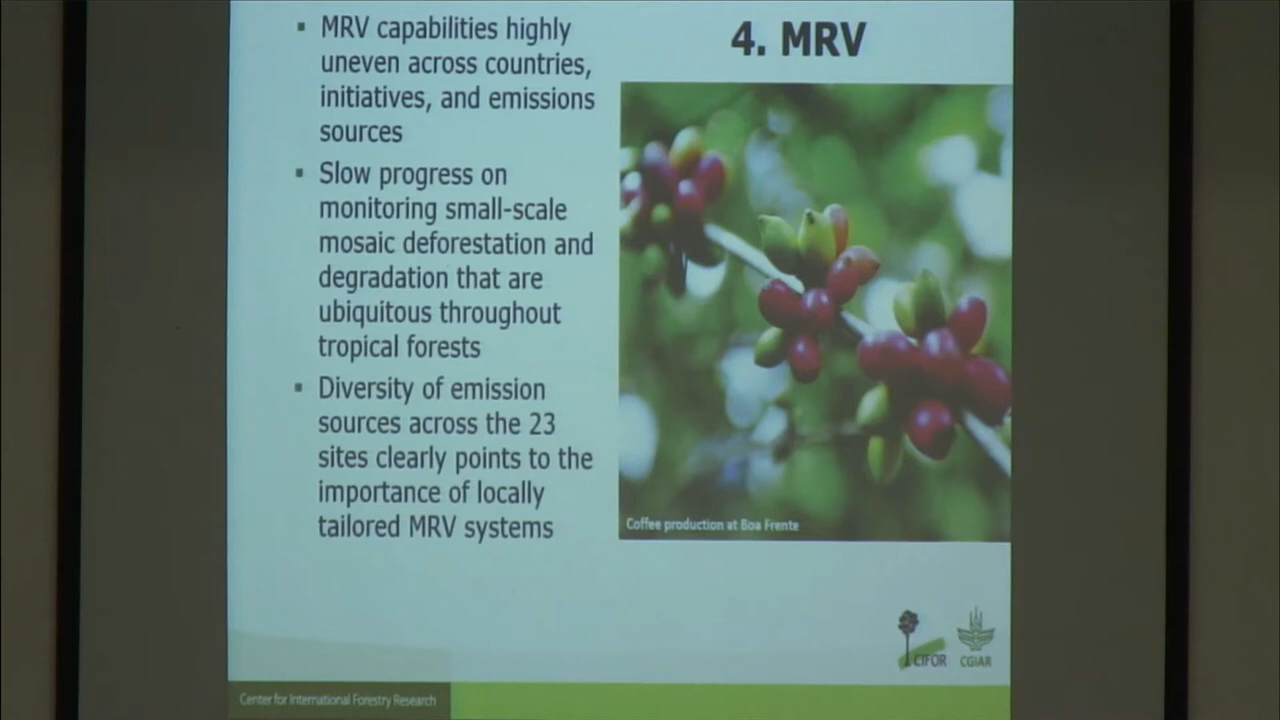 4. MRV
▪ MRV capabilities highly
uneven across countries,
initiatives, and emissions
sources
▪ Slow progress on
monitoring small-scale
mosaic deforestation and
degradation that are
ubiquitous throughout
tropical forests
▪ Diversity of emission
sources across the 23
sites clearly points to the
importance of locally
tailored MRV systems
Coffee production at Boa Frente
CIFOR
CGIAR
Center for International Forestry Research